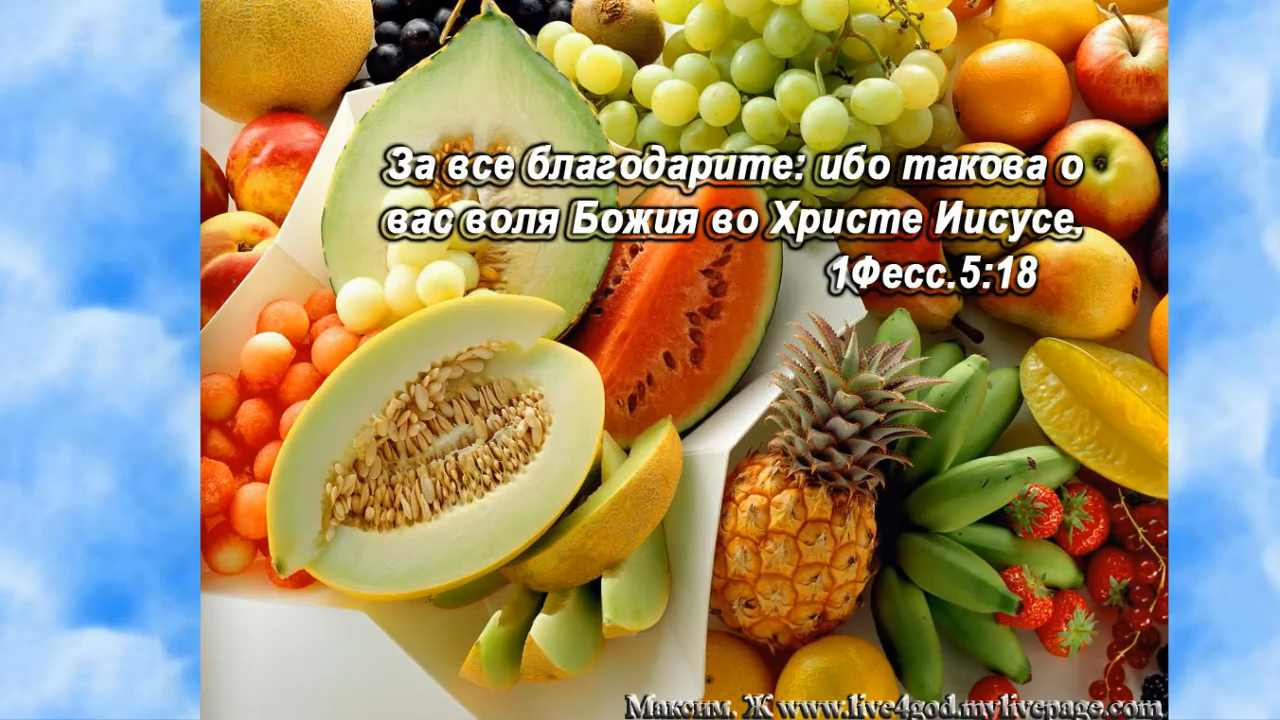 За все благодарите: ибо такова о
вас воля Божия во Христе Иисусе,
1Фесс.5:18
Максим. Ж www.live4god.mylivepage.com